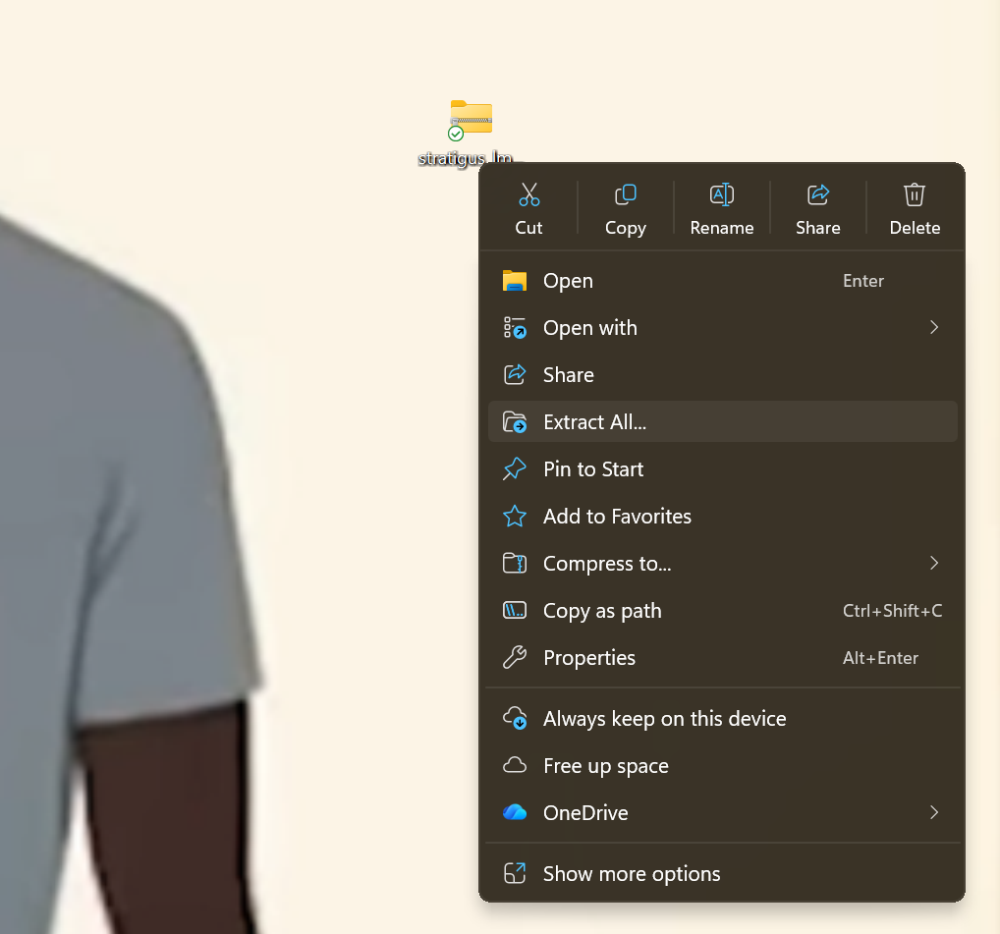 stratigus_lm
Cut Copy Rename Share Delete
Open Enter
Open with
Share
Extract All...
Pin to Start
Add to Favorites
Compress to...
Copy as path Ctrl+Shift+C
Properties Alt+Enter
Always keep on this device
Free up space
OneDrive
Show more options